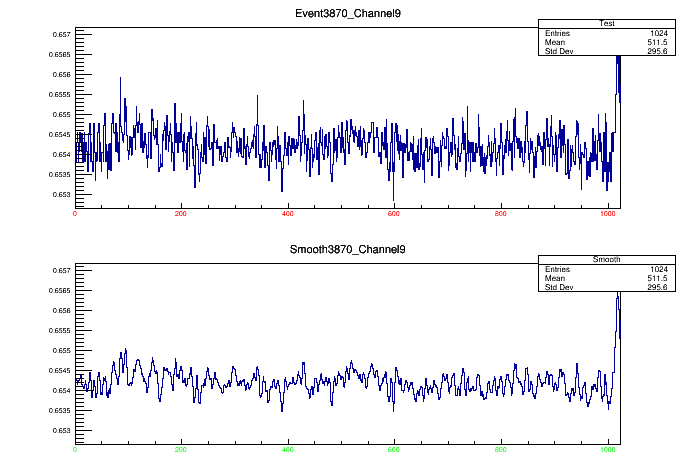 Event3870_Channel9
Test
Entries 1024
Mean 511.5
Std Dev 295.6
0.657
0.6565
0.656
0.6555
0.655
0.6545
0.654
0.6535
0.653
0 200 400 600 800 1000
Smooth3870_Channel9
Smooth
Entries 1024
Mean 511.5
Std Dev 295.6
0.657
0.6565
0.656
0.6555
0.655
0.6545
0.654
0.6535
0.653
0 200 400 600 800 1000